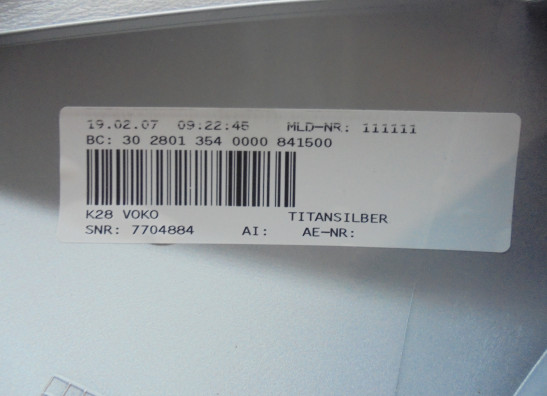 19.02.07 09:22:45 MLD-NR: 111111
BC: 30 2801 354 0000 841500
K28 VOKO TITANSILBER
SNR: 7704884 AI: AE-NR: